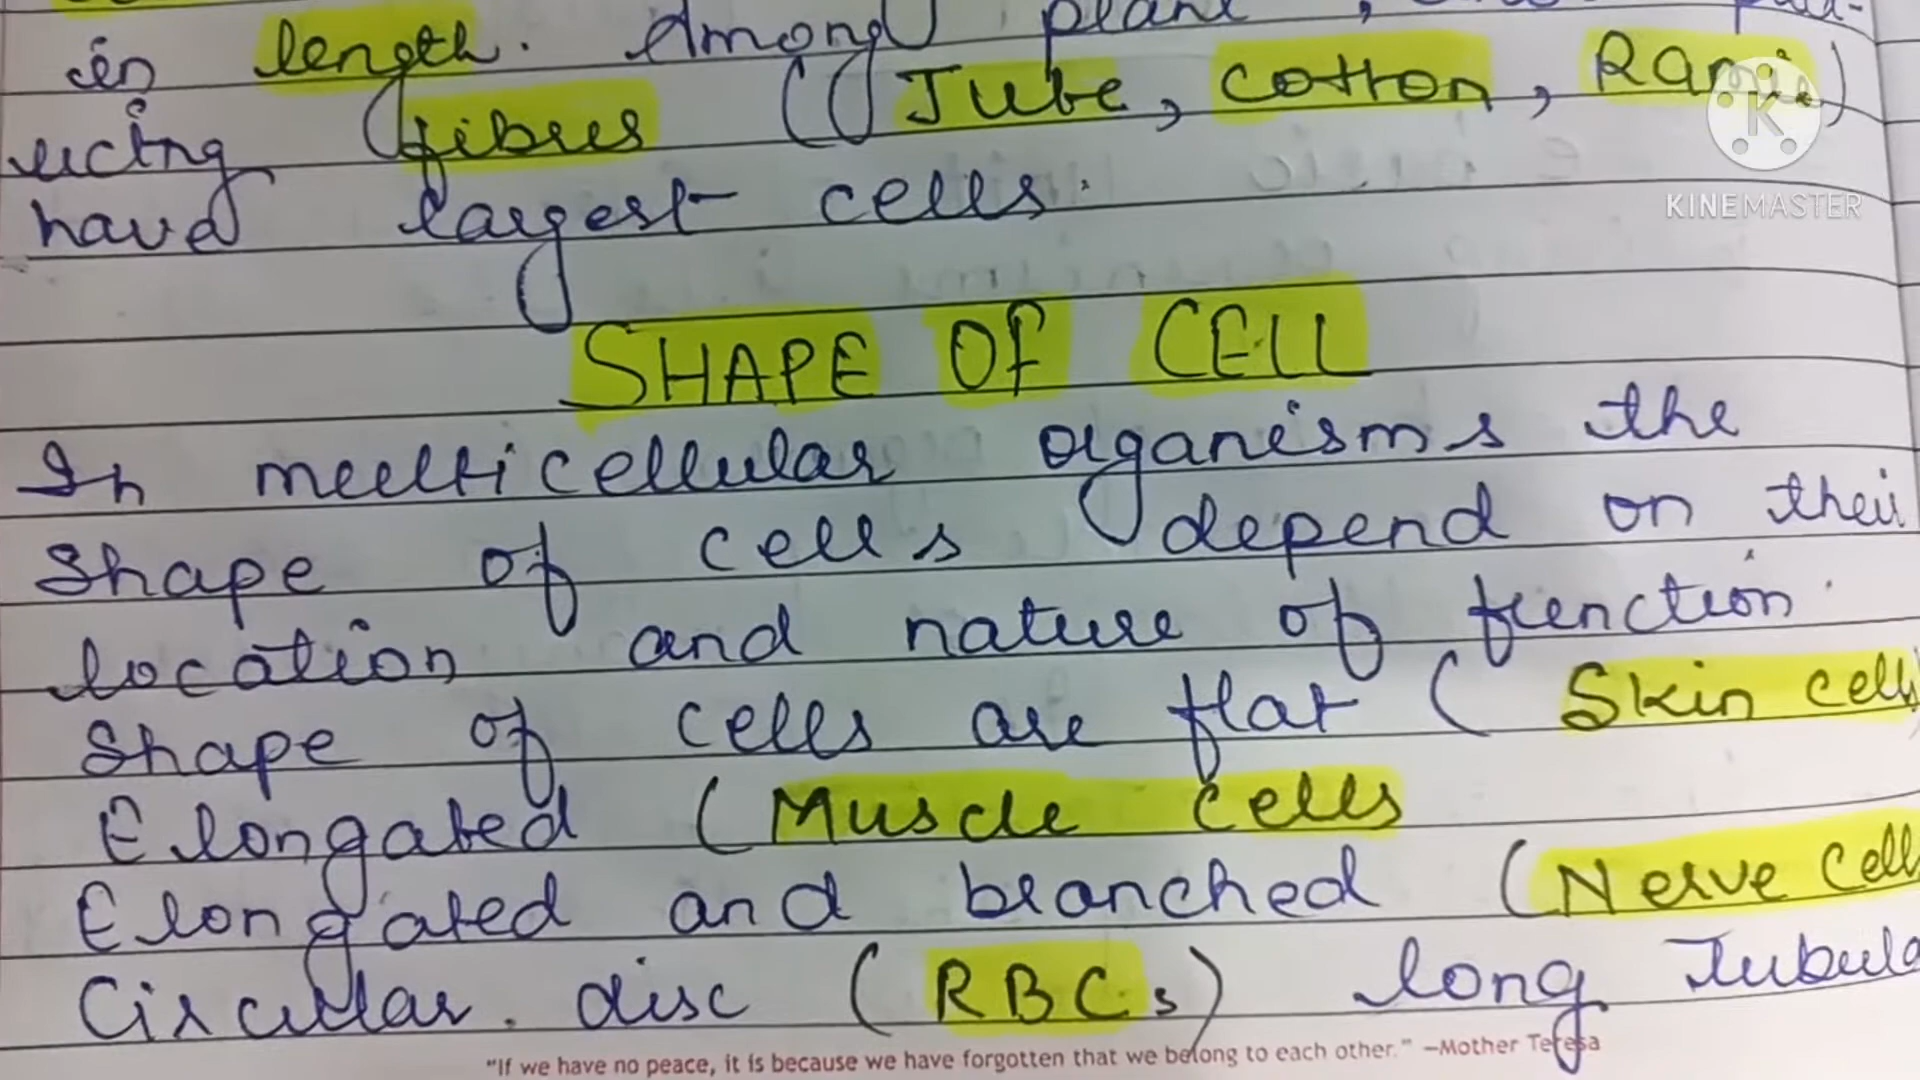 in length. Among plant, prod-
ucing fibres (Jute, cotton, Ramie)
have largest cells.
SHAPE OF CELL
In multicellular organisms the
shape of cells depend on their
location and nature of function.
Shape of cells are flat (Skin cells)
Elongated (Muscle cells
Elongated and branched (Nerve Cell
Circular disc (RBCs) long Tubula
"If we have no peace, it is because we have forgotten that we belong to each other." —Mother Teresa
K
KINEMASTER